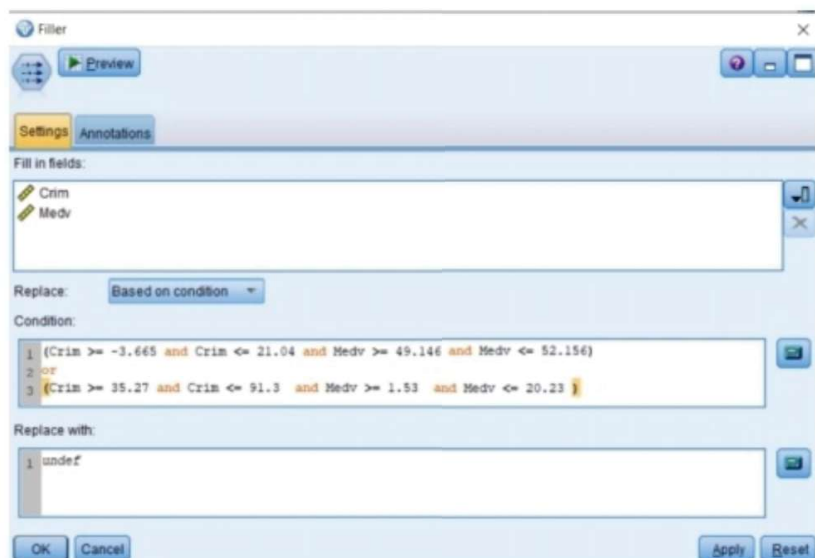 Filler
Preview
Settings Annotations
Fill in fields:
Crim
Medv
Replace: Based on condition
Condition:
1 (Crim >= -3.665 and Crim <= 21.04 and Medv >= 49.146 and Medv <= 52.156)
2 or
3 (Crim >= 35.27 and Crim <= 91.3 and Medv >= 1.53 and Medv <= 20.23 )
Replace with:
1 undef
OK Cancel Apply Reset